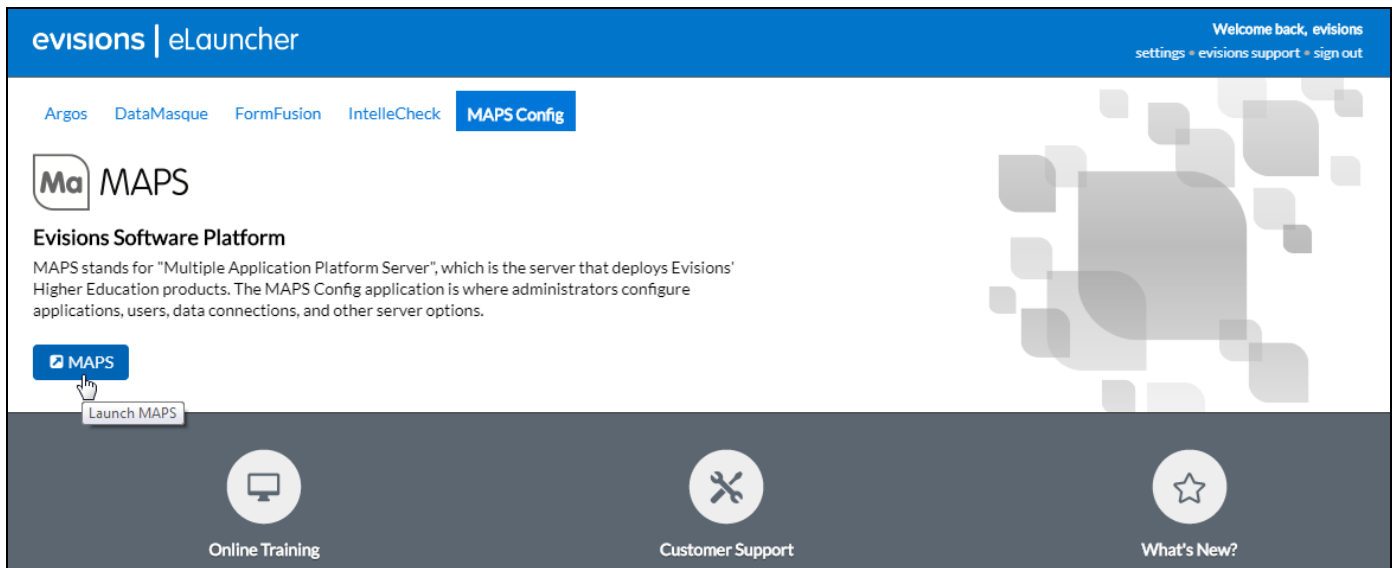 evisions | eLauncher
Welcome back, evisions
settings • evisions support • sign out
Argos DataMasque FormFusion IntelleCheck MAPS Config
Ma MAPS
Evisions Software Platform
MAPS stands for "Multiple Application Platform Server", which is the server that deploys Evisions'
Higher Education products. The MAPS Config application is where administrators configure
applications, users, data connections, and other server options.
MAPS
Launch MAPS
Online Training Customer Support What's New?